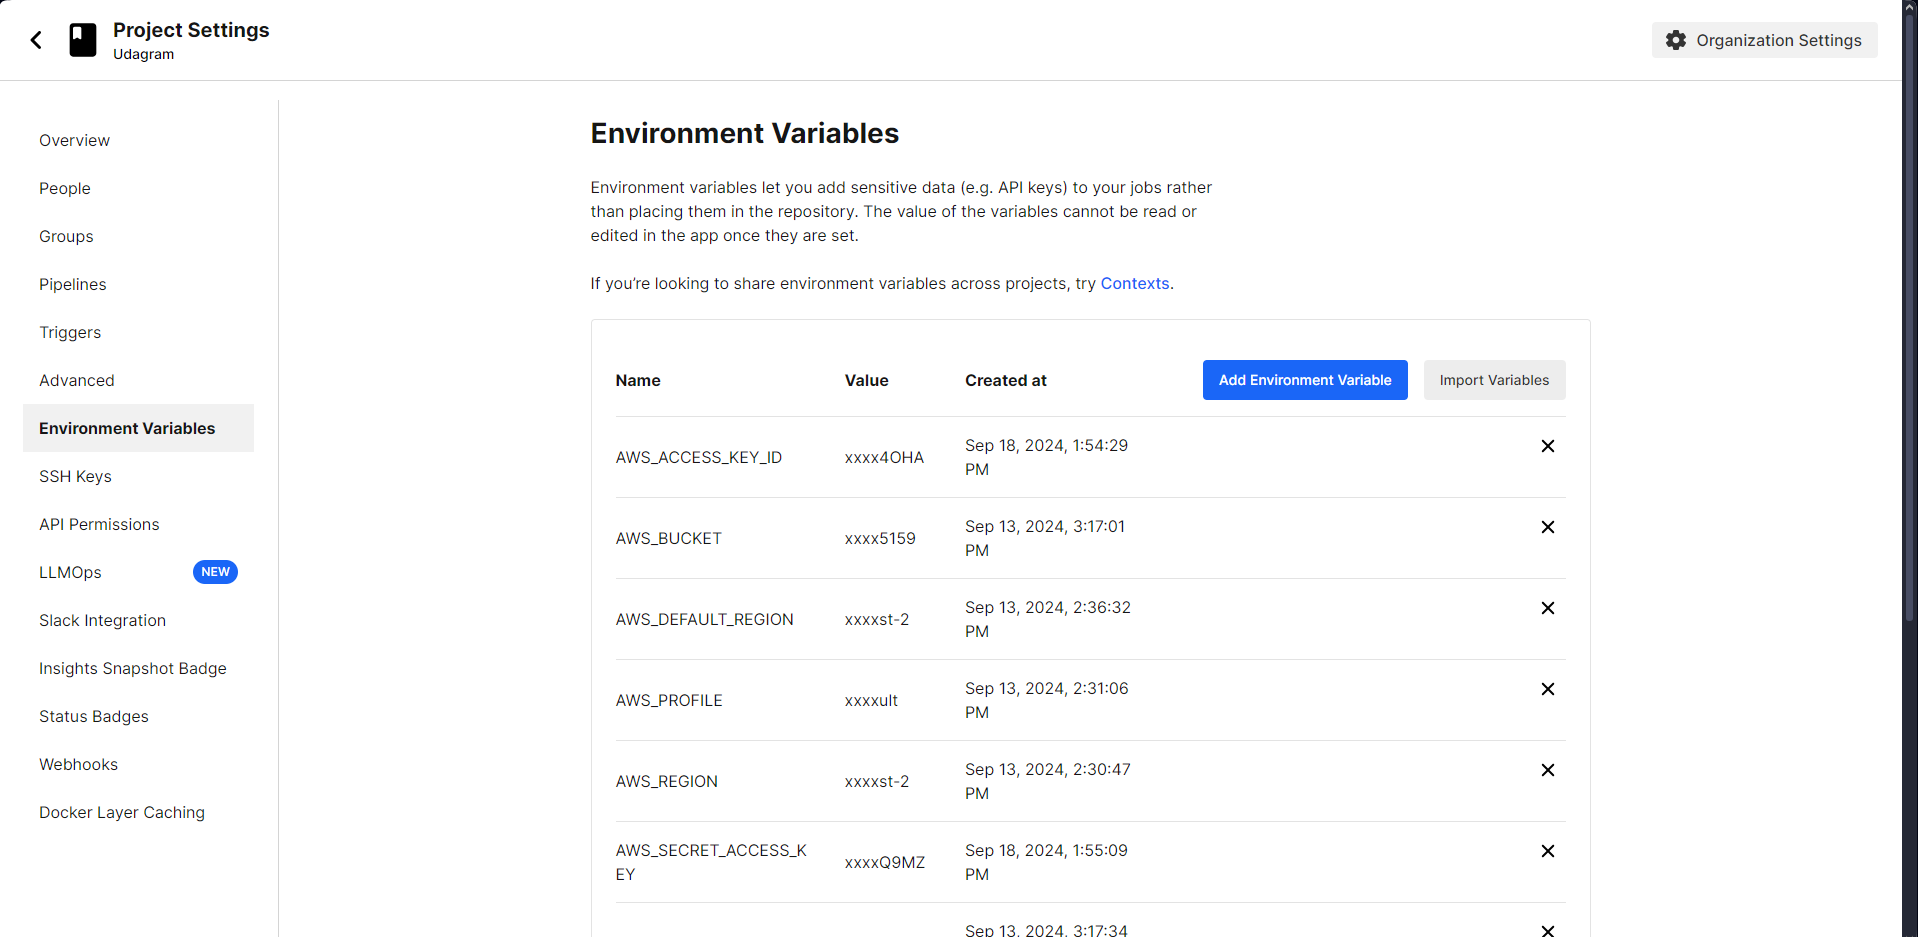 Project Settings
Udagram
Organization Settings
Overview
People
Groups
Pipelines
Triggers
Advanced
Environment Variables
SSH Keys
API Permissions
LLMOps NEW
Slack Integration
Insights Snapshot Badge
Status Badges
Webhooks
Docker Layer Caching
Environment Variables
Environment variables let you add sensitive data (e.g. API keys) to your jobs rather
than placing them in the repository. The value of the variables cannot be read or
edited in the app once they are set.
If you’re looking to share environment variables across projects, try Contexts.
Name Value Created at Add Environment Variable Import Variables
AWS_ACCESS_KEY_ID xxxx4OHA Sep 18, 2024, 1:54:29
PM
AWS_BUCKET xxxx5159 Sep 13, 2024, 3:17:01
PM
AWS_DEFAULT_REGION xxxxst-2 Sep 13, 2024, 2:36:32
PM
AWS_PROFILE xxxxult Sep 13, 2024, 2:31:06
PM
AWS_REGION xxxxst-2 Sep 13, 2024, 2:30:47
PM
AWS_SECRET_ACCESS_K
EY xxxxQ9MZ Sep 18, 2024, 1:55:09
PM
Sep 13, 2024, 3:17:34